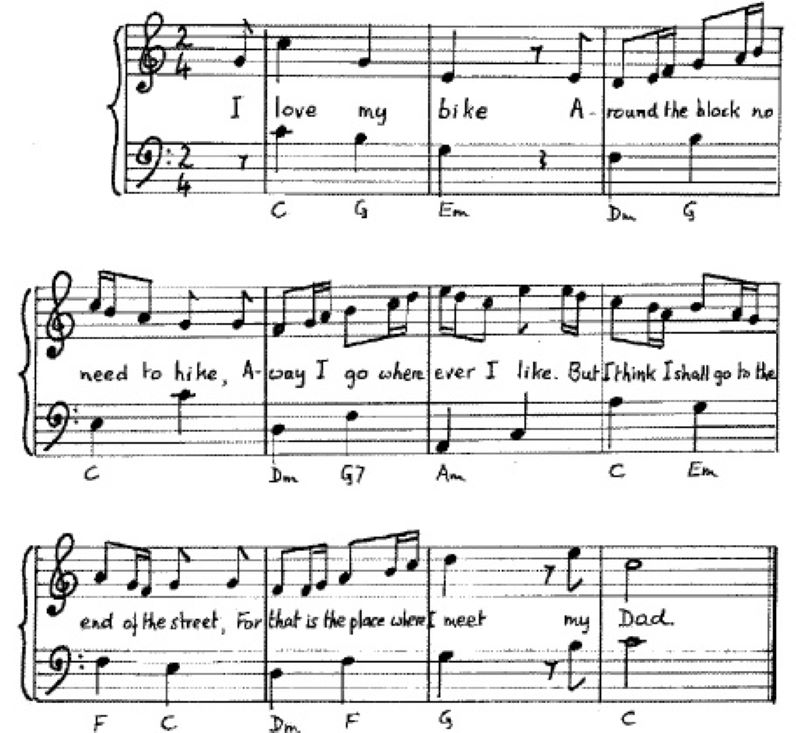 2 4
I love my bike A- round the block no
2 4
C G Em Dm G
need to hike, A- way I go where ever I like. But I think I shall go to the
C Dm G7 Am C Em
end of the street, For that is the place where I meet my Dad.
F C Dm F G C